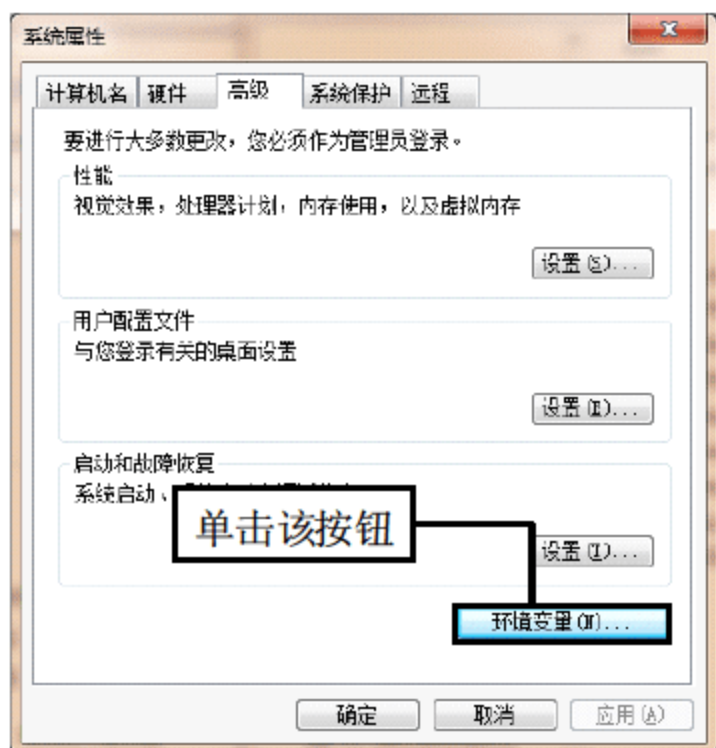 系统属性
计算机名 硬件 高级 系统保护 远程
要进行大多数更改，您必须作为管理员登录。
性能
视觉效果，处理器计划，内存使用，以及虚拟内存
设置(S)...
用户配置文件
与您登录有关的桌面设置
设置(E)...
启动和故障恢复
系统启动、
单击该按钮
设置(T)...
环境变量(N)...
确定 取消 应用(A)